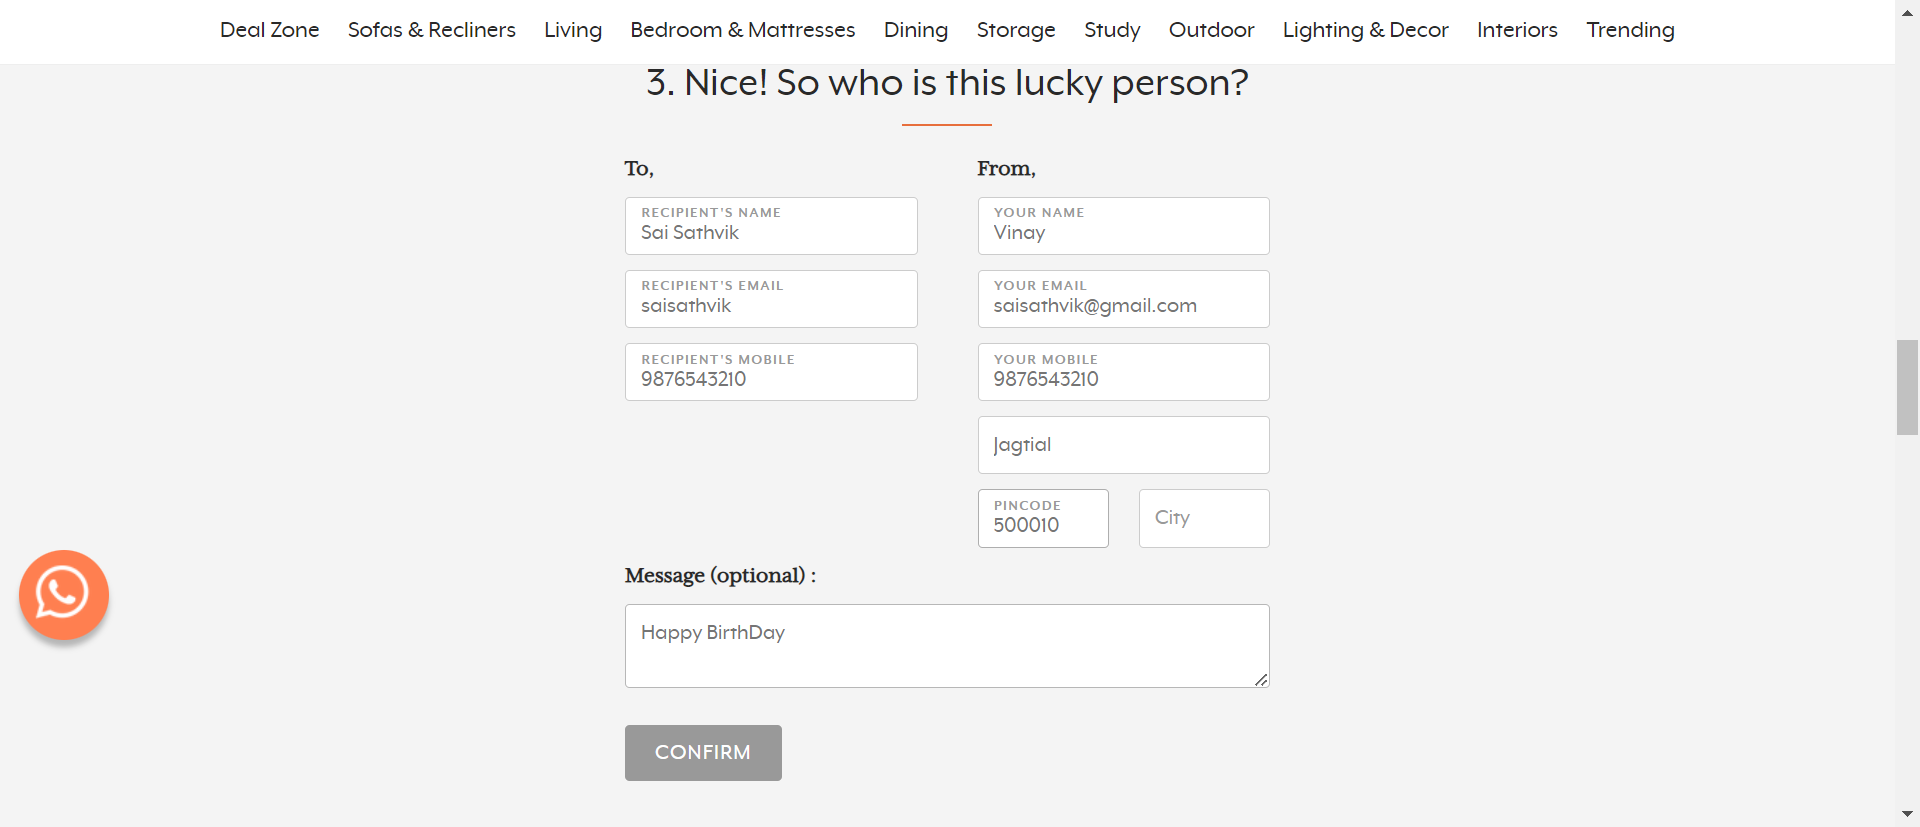 Deal Zone Sofas & Recliners Living Bedroom & Mattresses Dining Storage Study Outdoor Lighting & Decor Interiors Trending
3. Nice! So who is this lucky person?
To,
RECIPIENT'S NAME
Sai Sathvik
RECIPIENT'S EMAIL
saisathvik
RECIPIENT'S MOBILE
9876543210
From,
YOUR NAME
Vinay
YOUR EMAIL
saisathvik@gmail.com
YOUR MOBILE
9876543210
Jagtial
PINCODE
500010
City
Message (optional) :
Happy BirthDay
CONFIRM